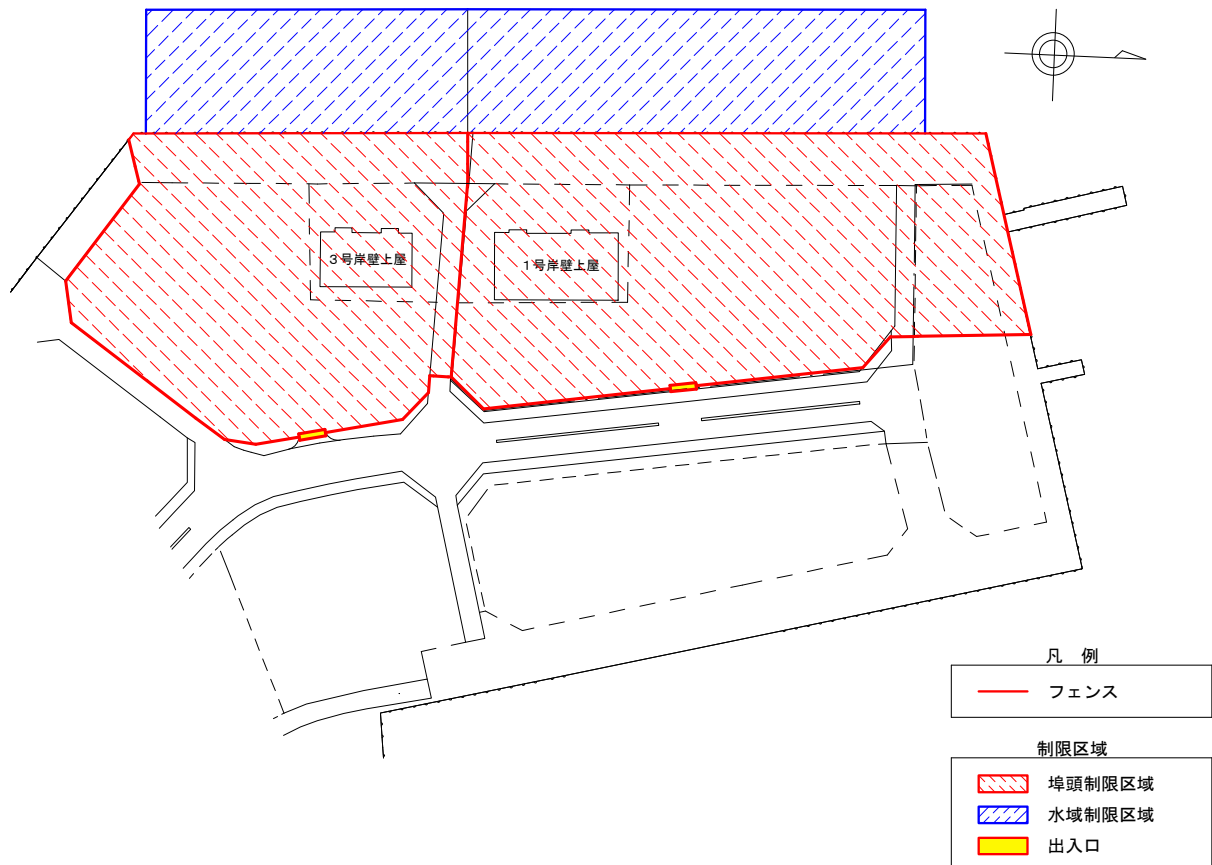 ３号岸壁上屋
１号岸壁上屋
凡　例
フェンス
制限区域
埠頭制限区域
水域制限区域
出入口